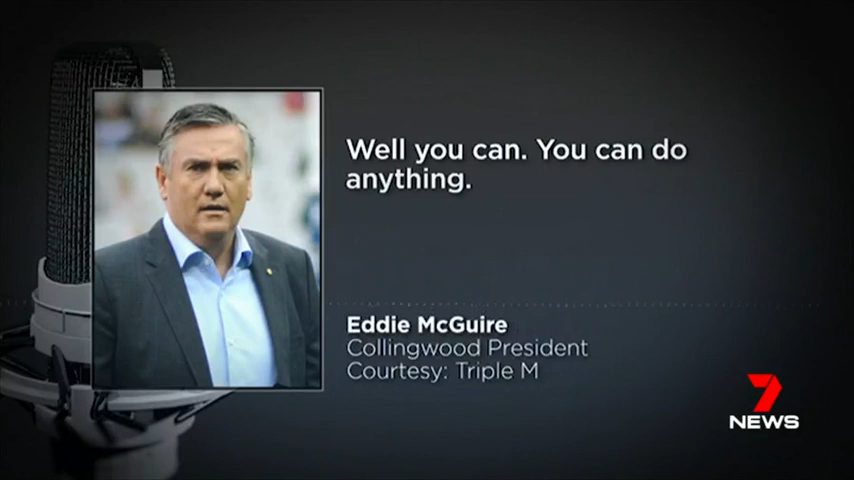 Well you can. You can do
anything.
Eddie McGuire
Collingwood President
Courtesy: Triple M
7
NEWS